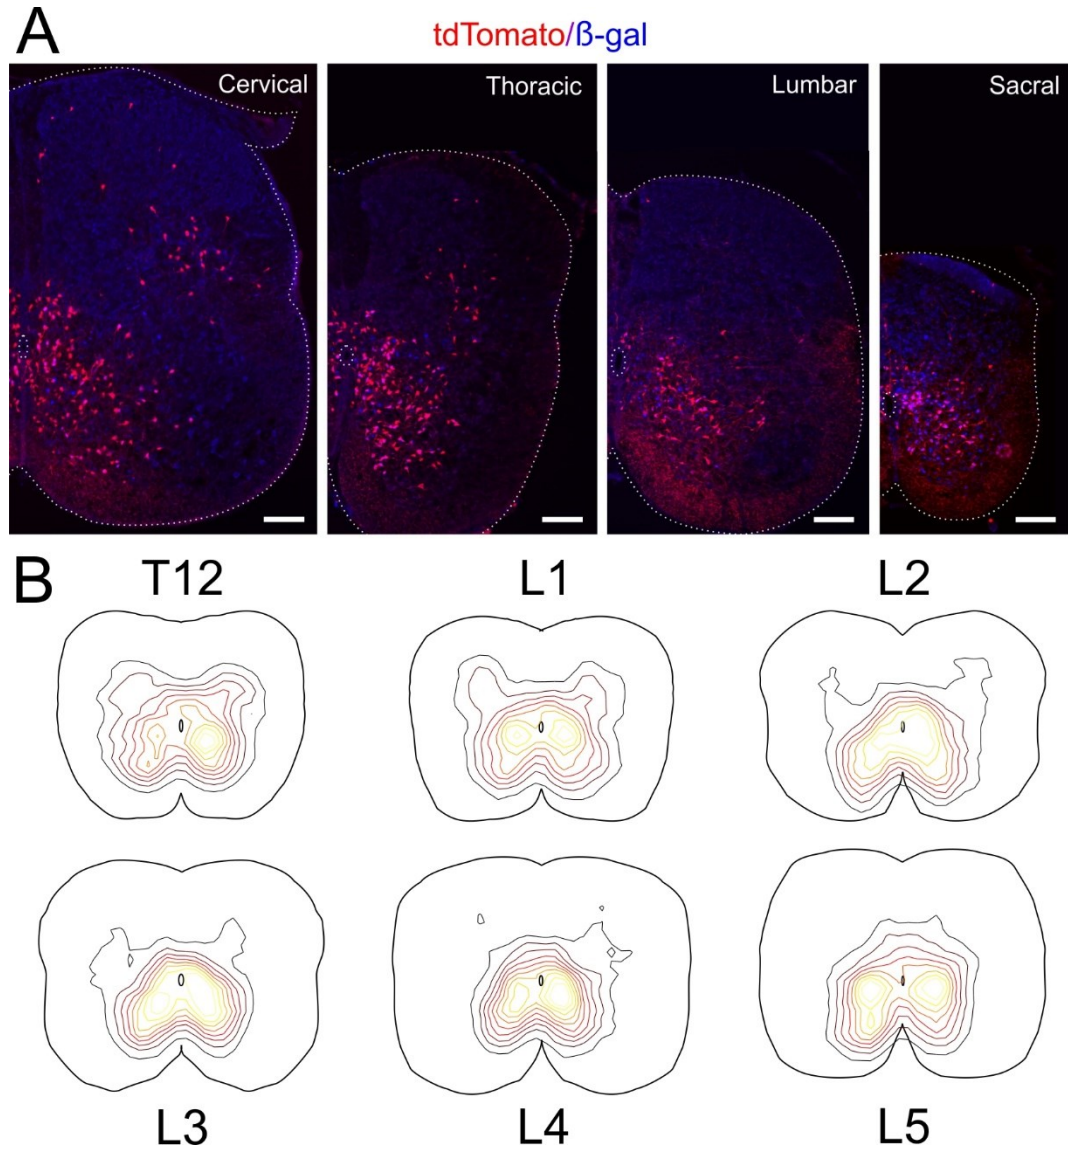 A
tdTomato/ß-gal
Cervical
Thoracic
Lumbar
Sacral
B
T12
L1
L2
L3
L4
L5